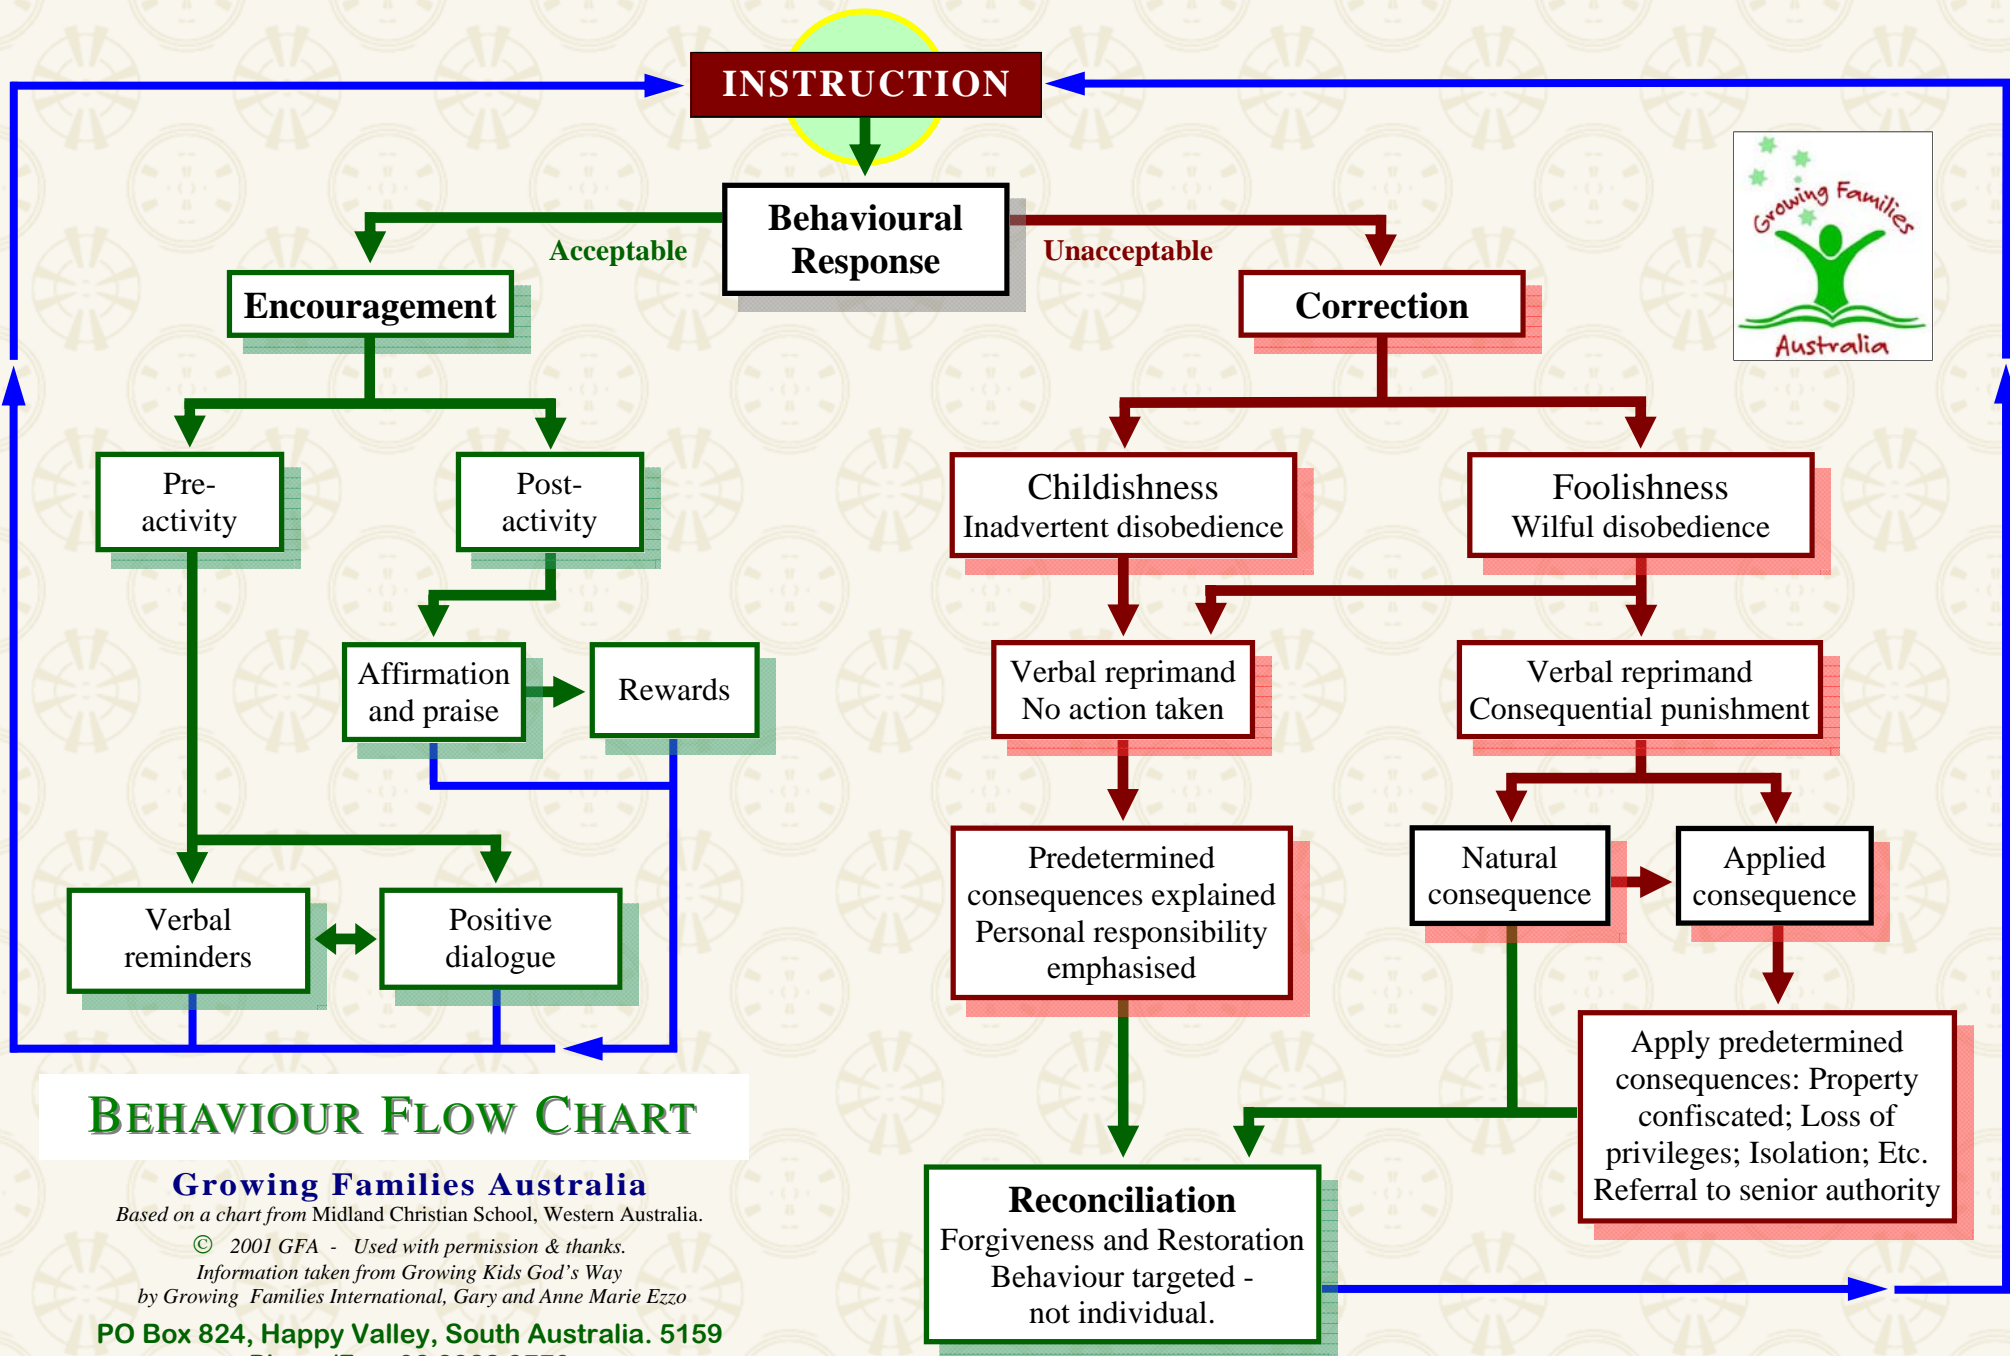 INSTRUCTION
Behavioural
Response
Acceptable
Unacceptable
Growing Families
Australia
Encouragement
Correction
Pre-
activity
Post-
activity
Childishness
Inadvertent disobedience
Foolishness
Wilful disobedience
Affirmation
and praise
Rewards
Verbal reprimand
No action taken
Verbal reprimand
Consequential punishment
Verbal
reminders
Positive
dialogue
Predetermined
consequences explained
Personal responsibility
emphasised
Natural
consequence
Applied
consequence
Apply predetermined
consequences: Property
confiscated; Loss of
privileges; Isolation; Etc.
Referral to senior authority
Reconciliation
Forgiveness and Restoration
Behaviour targeted -
not individual.
BEHAVIOUR FLOW CHART
Growing Families Australia
Based on a chart from Midland Christian School, Western Australia.
© 2001 GFA - Used with permission & thanks.
Information taken from Growing Kids God's Way
by Growing Families International, Gary and Anne Marie Ezzo
PO Box 824, Happy Valley, South Australia. 5159